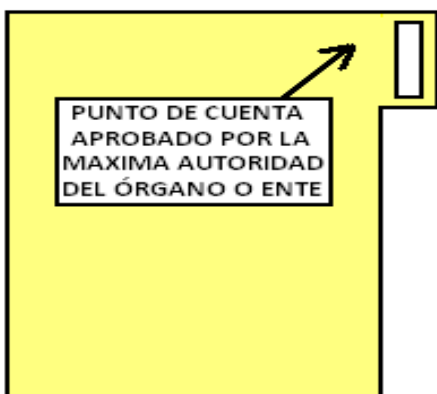 PUNTO DE CUENTA
APROBADO POR LA
MAXIMA AUTORIDAD
DEL ÓRGANO O ENTE